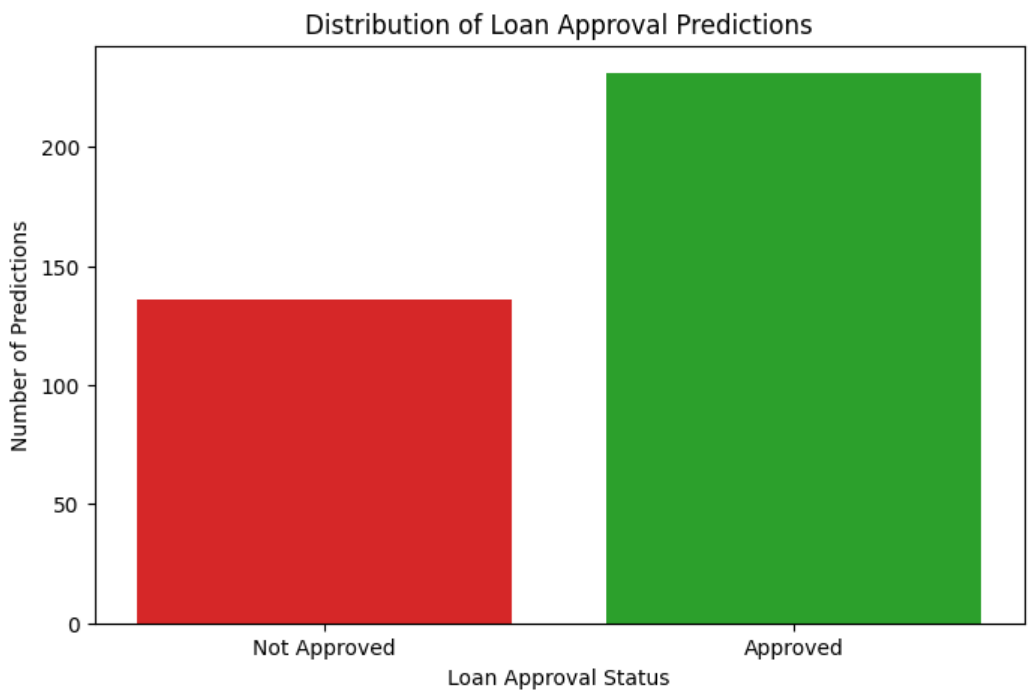 Distribution of Loan Approval Predictions
Number of Predictions
200
150
100
50
0
Not Approved
Approved
Loan Approval Status